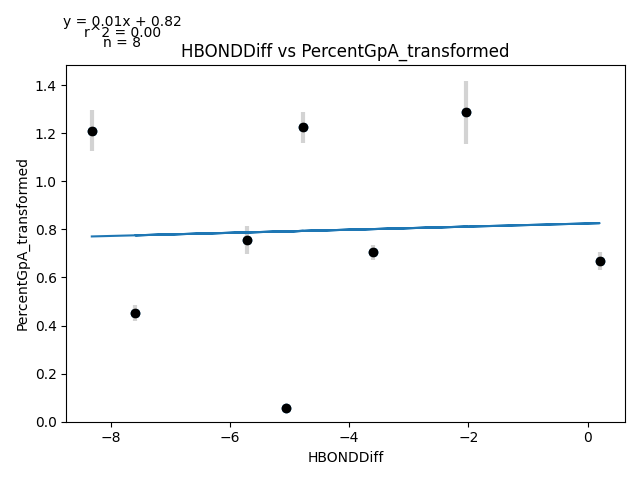 y = 0.01x + 0.82
r^2 = 0.00
n = 8
HBONDDiff vs PercentGpA_transformed
PercentGpA_transformed
1.4
1.2
1.0
0.8
0.6
0.4
0.2
0.0
−8
−6
−4
−2
0
HBONDDiff